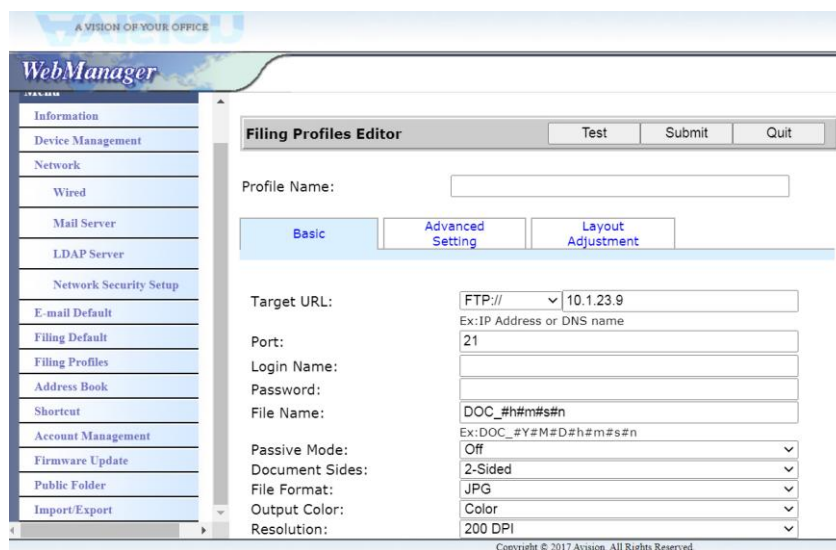 A VISION OF YOUR OFFICE
WebManager
Menu
Information
Device Management
Network
Wired
Mail Server
LDAP Server
Network Security Setup
E-mail Default
Filing Default
Filing Profiles
Address Book
Shortcut
Account Management
Firmware Update
Public Folder
Import/Export
Filing Profiles Editor Test Submit Quit
Profile Name:
Basic
Advanced
Setting
Layout
Adjustment
Target URL: FTP:// 10.1.23.9
Ex:IP Address or DNS name
Port: 21
Login Name:
Password:
File Name: DOC_#h#m#s#n
Ex:DOC_#Y#M#D#h#m#s#n
Passive Mode: Off
Document Sides: 2-Sided
File Format: JPG
Output Color: Color
Resolution: 200 DPI
Copyright © 2017 Avision. All Rights Reserved.